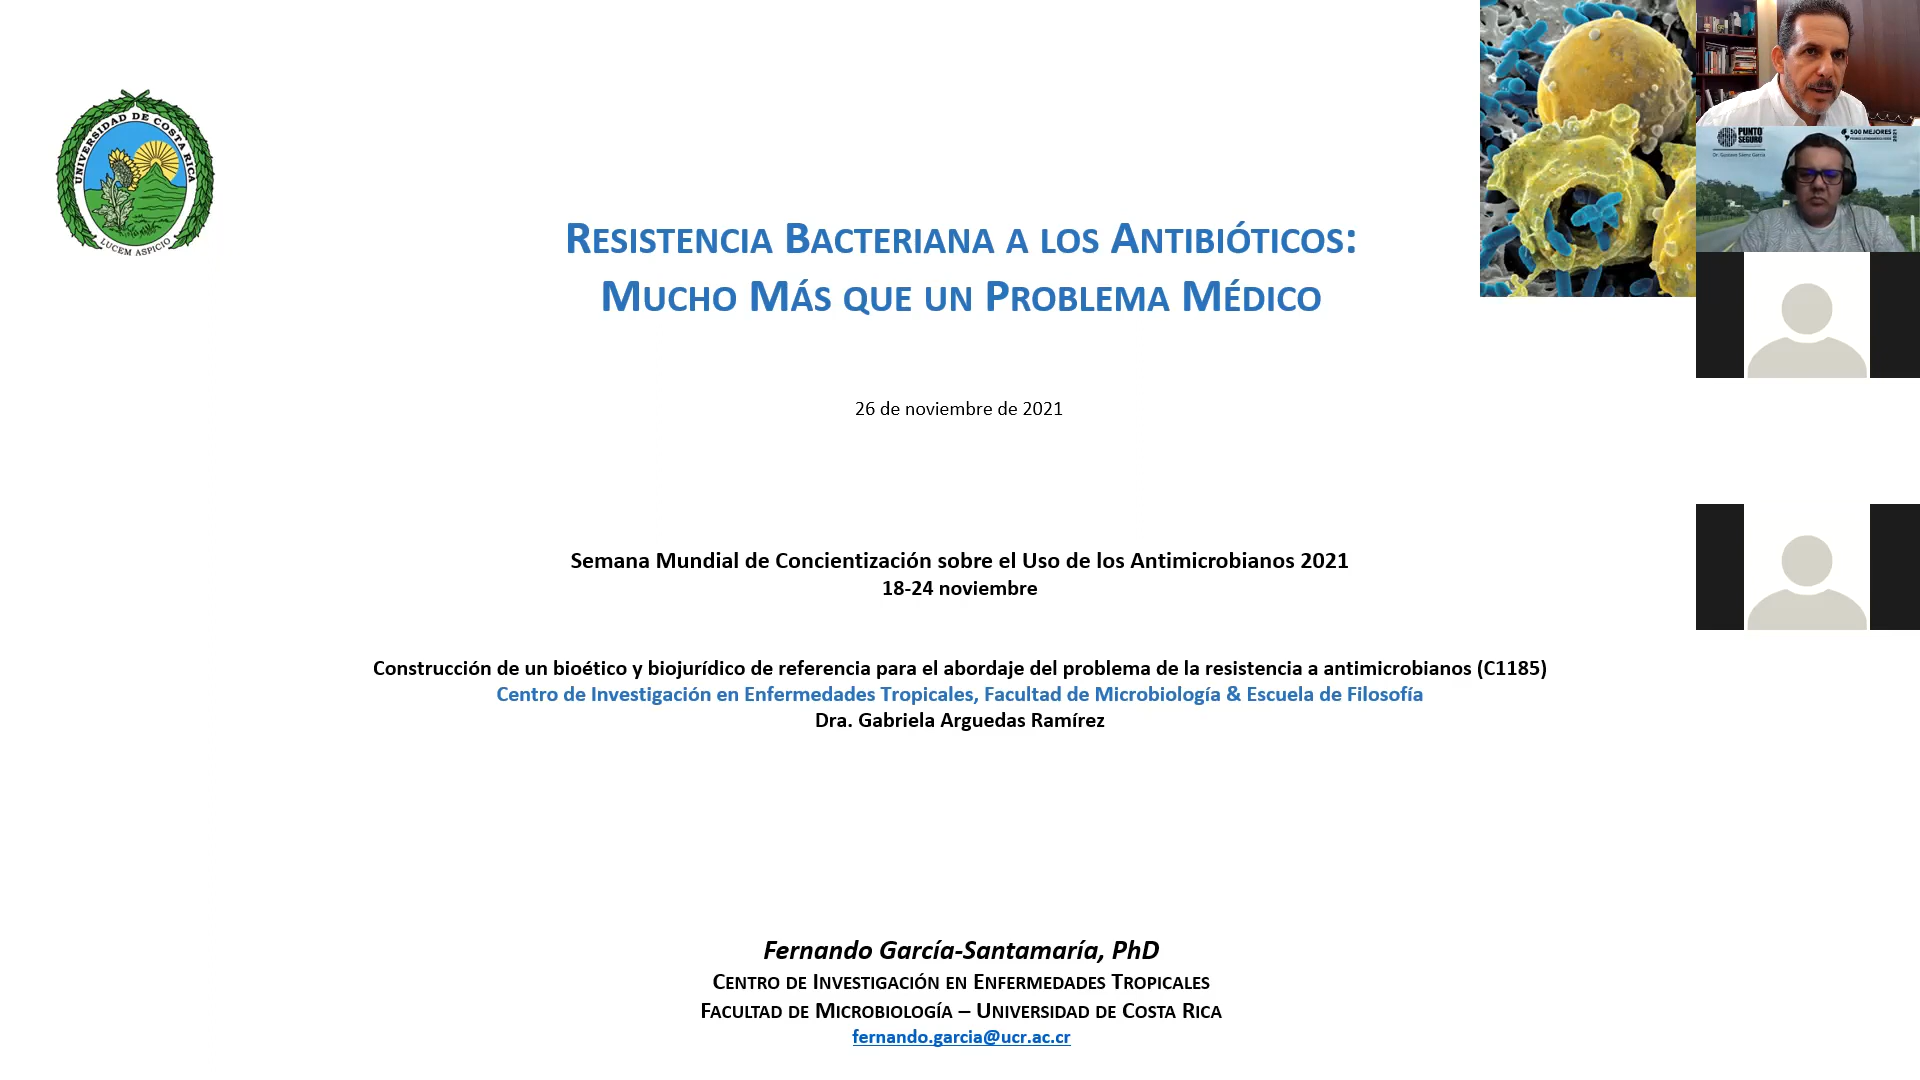 UNIVERSIDAD DE COSTA RICA
LUCEM ASPICIO
RESISTENCIA BACTERIANA A LOS ANTIBIÓTICOS:
MUCHO MÁS QUE UN PROBLEMA MÉDICO
26 de noviembre de 2021
Semana Mundial de Concientización sobre el Uso de los Antimicrobianos 2021
18-24 noviembre
Construcción de un bioético y biojurídico de referencia para el abordaje del problema de la resistencia a antimicrobianos (C1185)
Centro de Investigación en Enfermedades Tropicales, Facultad de Microbiología & Escuela de Filosofía
Dra. Gabriela Arguedas Ramírez
Fernando García-Santamaría, PhD
CENTRO DE INVESTIGACIÓN EN ENFERMEDADES TROPICALES
FACULTAD DE MICROBIOLOGÍA – UNIVERSIDAD DE COSTA RICA
fernando.garcia@ucr.ac.cr
PUNTO
SEGURO
500 MEJORES
2021